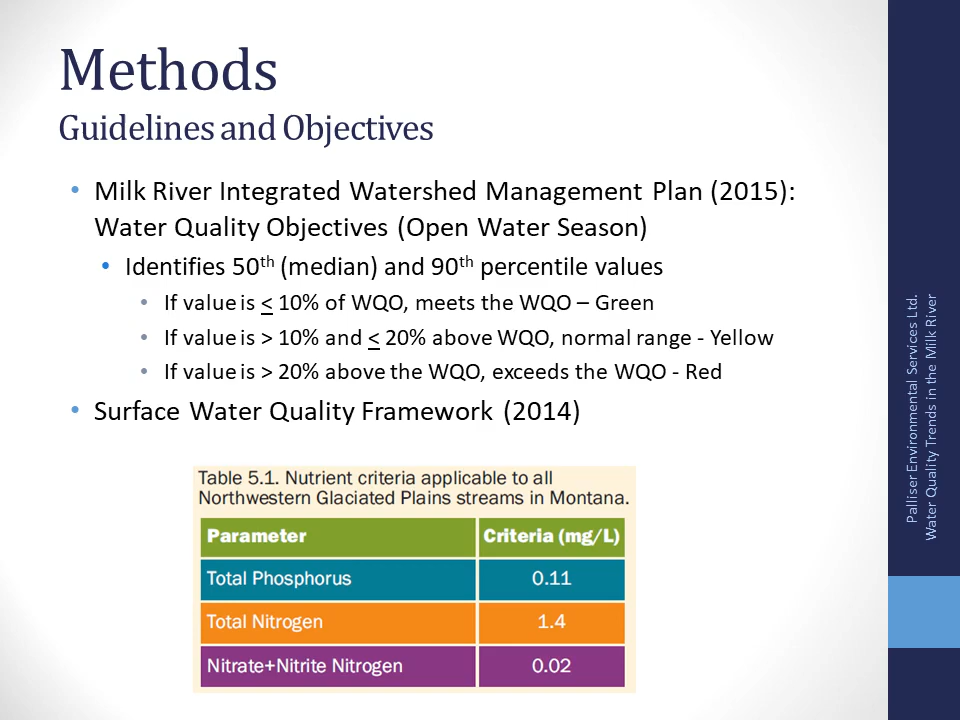 Methods
Guidelines and Objectives
• Milk River Integrated Watershed Management Plan (2015):
Water Quality Objectives (Open Water Season)
• Identifies 50th (median) and 90th percentile values
• If value is ≤ 10% of WQO, meets the WQO – Green
• If value is > 10% and ≤ 20% above WQO, normal range - Yellow
• If value is > 20% above the WQO, exceeds the WQO - Red
• Surface Water Quality Framework (2014)
Table 5.1. Nutrient criteria applicable to all
Northwestern Glaciated Plains streams in Montana.
Parameter Criteria (mg/L)
Total Phosphorus 0.11
Total Nitrogen 1.4
Nitrate+Nitrite Nitrogen 0.02
Palliser Environmental Services Ltd.
Water Quality Trends in the Milk River